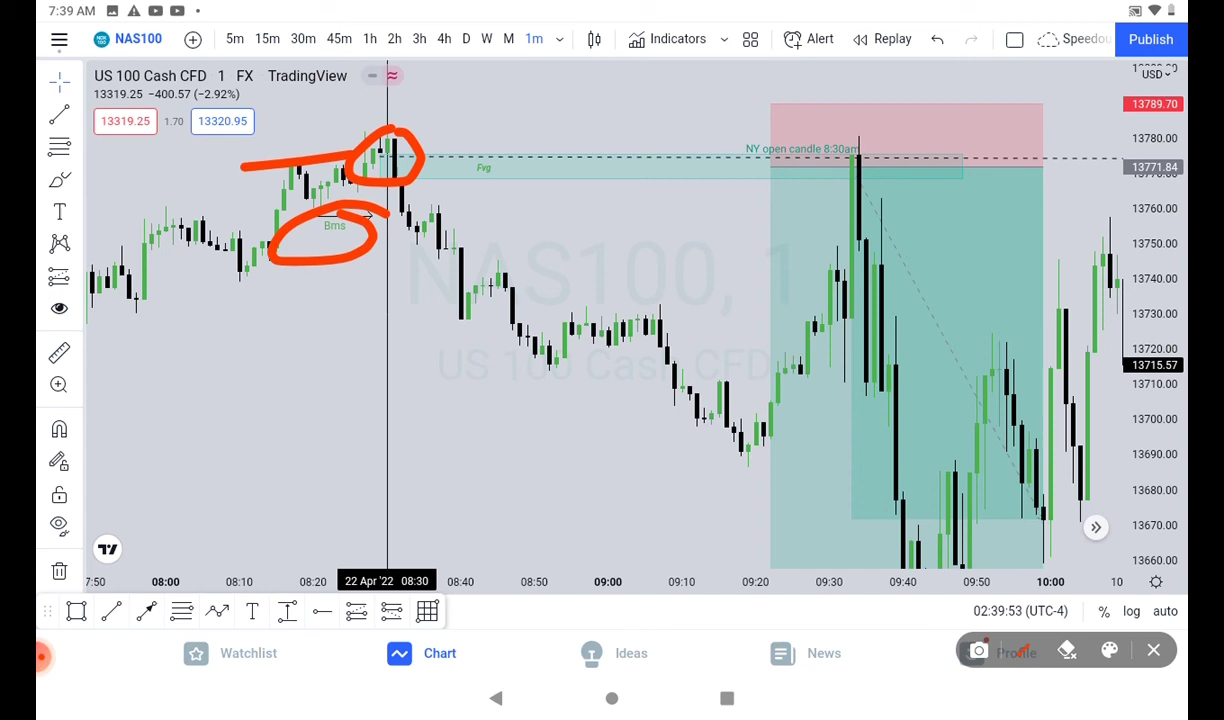 7:39 AM
NAS100 5m 15m 30m 45m 1h 2h 3h 4h D W M 1m Indicators Alert Replay Publish
US 100 Cash CFD 1 FX TradingView
13319.25 −400.57 (−2.92%)
13319.25 1.70 13320.95
USD
13789.70
13780.00
13771.84
13760.00
13750.00
13740.00
13730.00
13720.00
13715.57
13710.00
13700.00
13690.00
13680.00
13670.00
13660.00
NY open candle 8:30am
Fvg
Bms
NAS100, 1
US 100 Cash CFD
7:50 08:00 08:10 08:20 22 Apr '22 08:30 08:40 08:50 09:00 09:10 09:20 09:30 09:40 09:50 10:00 10
02:39:53 (UTC-4) % log auto
Watchlist Chart Ideas News Profile